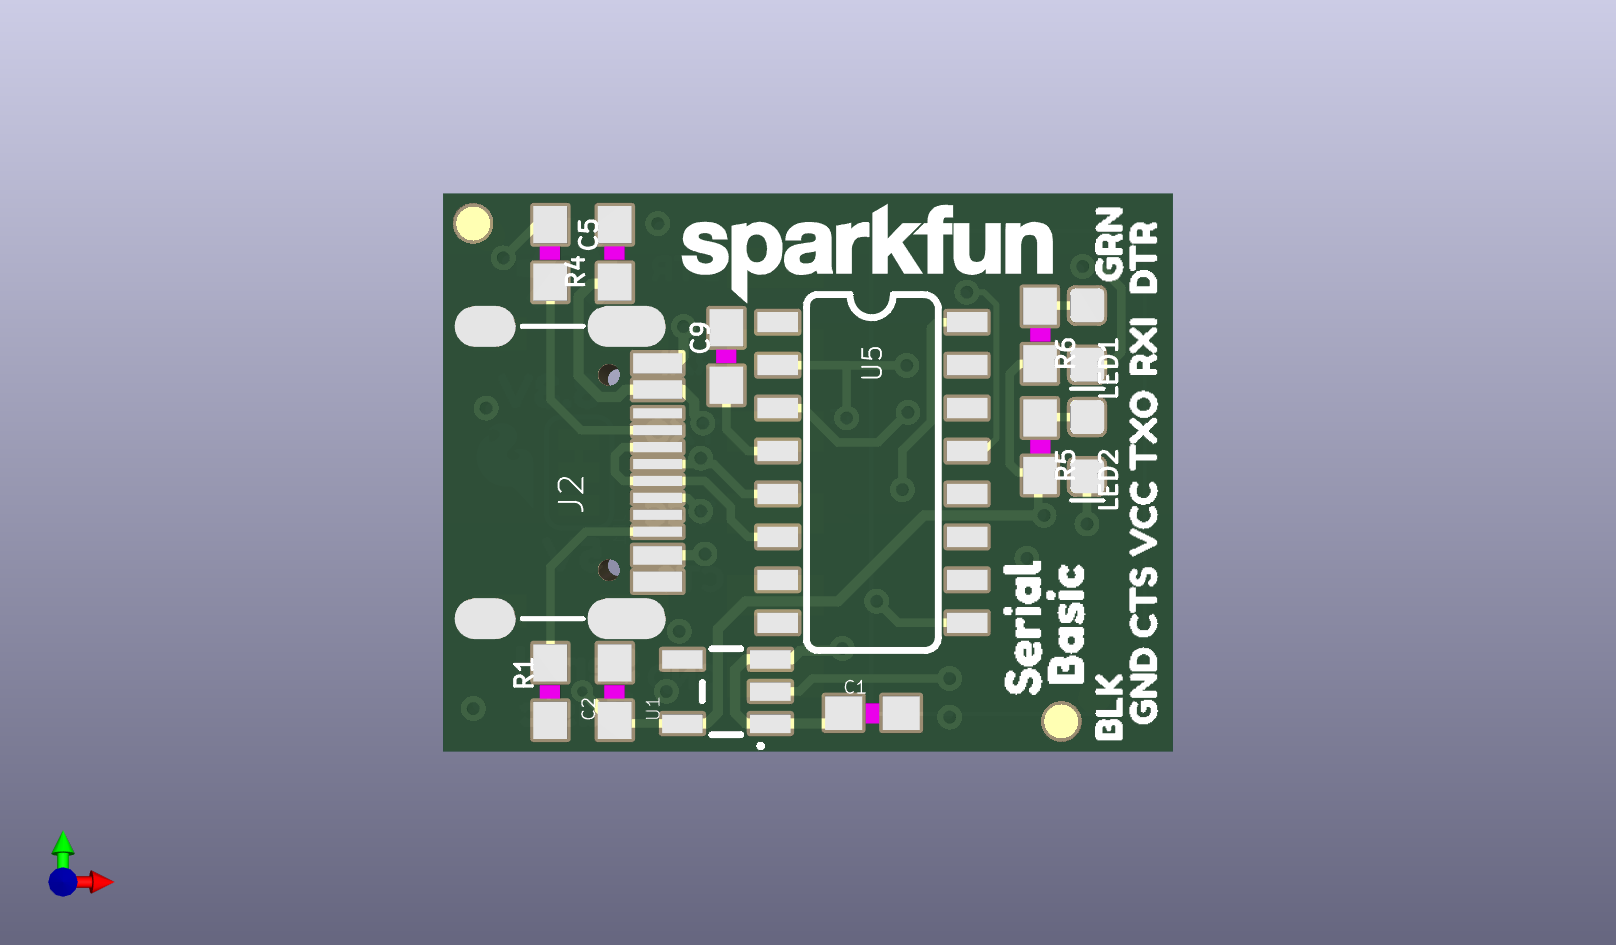 sparkfun
GRN
DTR
RXI
TXO
VCC
CTS
GND
BLK
C5
R4
C9
U5
R6
LED1
R5
LED2
J2
Serial
Basic
R1
C2
U1
C1